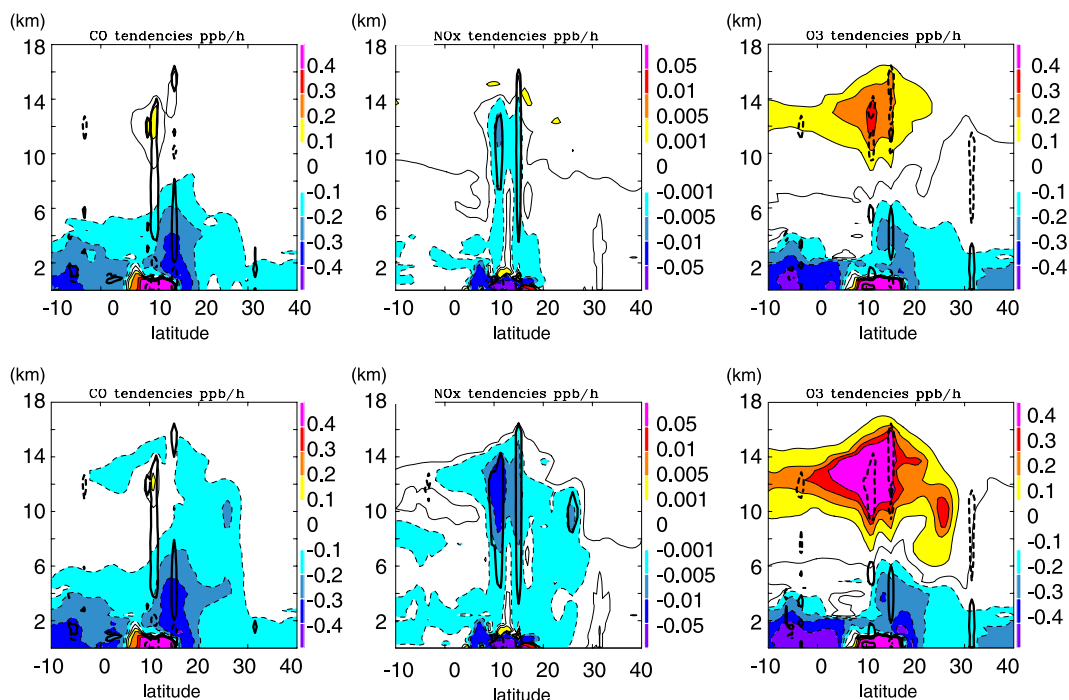 (km) (km) (km)
CO tendencies ppb/h NOx tendencies ppb/h O3 tendencies ppb/h
18 18 18
0.4 0.05 0.4
14 0.3 14 0.01 14 0.3
0.2 0.005 0.2
0.1 0.001 0.1
10 0 10 0 10 0
-0.1 -0.001 -0.1
6 -0.2 6 -0.005 6 -0.2
-0.3 -0.01 -0.3
2 -0.4 2 -0.05 2 -0.4
-10 0 10 20 30 40 -10 0 10 20 30 40 -10 0 10 20 30 40
latitude latitude latitude
(km) (km) (km)
CO tendencies ppb/h NOx tendencies ppb/h O3 tendencies ppb/h
18 18 18
0.4 0.05 0.4
14 0.3 14 0.01 14 0.3
0.2 0.005 0.2
0.1 0.001 0.1
10 0 10 0 10 0
-0.1 -0.001 -0.1
6 -0.2 6 -0.005 6 -0.2
-0.3 -0.01 -0.3
2 -0.4 2 -0.05 2 -0.4
-10 0 10 20 30 40 -10 0 10 20 30 40 -10 0 10 20 30 40
latitude latitude latitude